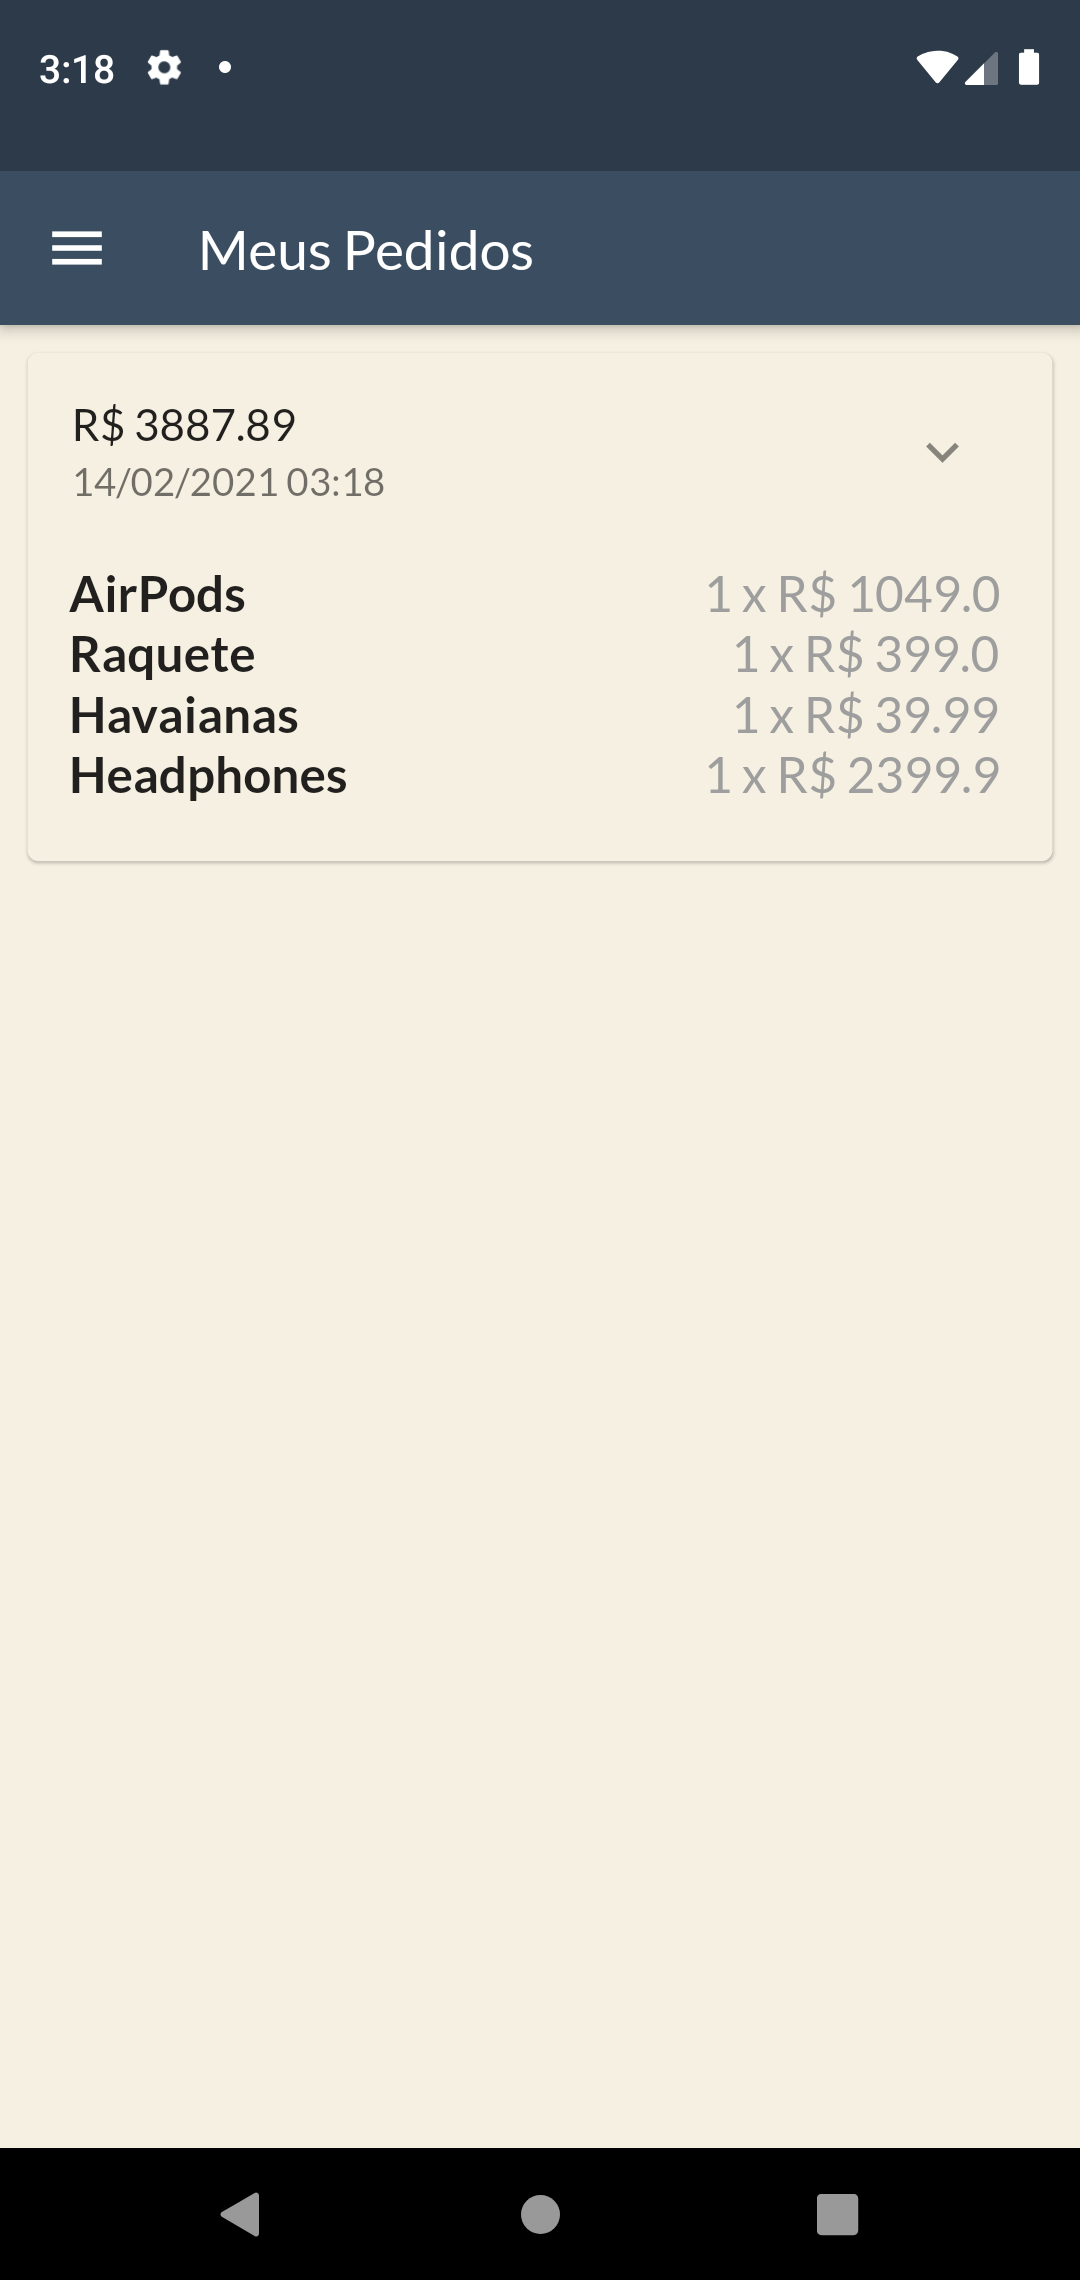 3:18
Meus Pedidos
R$ 3887.89
14/02/2021 03:18
AirPods 1 x R$ 1049.0
Raquete 1 x R$ 399.0
Havaianas 1 x R$ 39.99
Headphones 1 x R$ 2399.9